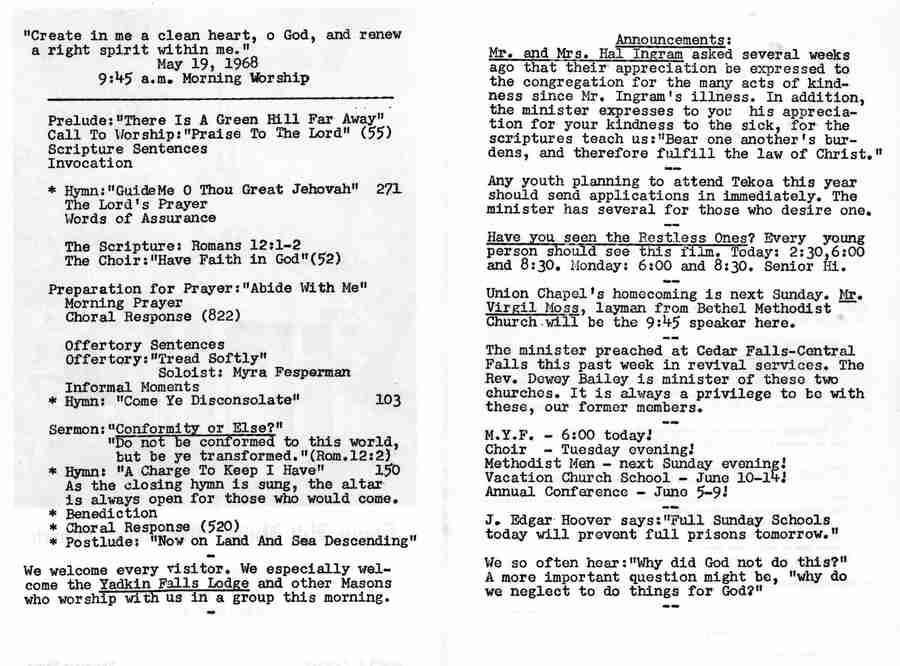 "Create in me a clean heart, o God, and renew
a right spirit within me."
May 19, 1968
9:45 a.m. Morning Worship
Prelude:"There Is A Green Hill Far Away"
Call To Worship:"Praise To The Lord" (55)
Scripture Sentences
Invocation
* Hymn:"GuideMe O Thou Great Jehovah" 271
The Lord's Prayer
Words of Assurance
The Scripture: Romans 12:1-2
The Choir:"Have Faith in God"(52)
Preparation for Prayer:"Abide With Me"
Morning Prayer
Choral Response (822)
Offertory Sentences
Offertory:"Tread Softly"
Soloist: Myra Fesperman
Informal Moments
* Hymn: "Come Ye Disconsolate" 103
Sermon:"Conformity or Else?"
"Do not be conformed to this world,
but be ye transformed."(Rom.12:2)
* Hymn: "A Charge To Keep I Have" 150
As the closing hymn is sung, the altar
is always open for those who would come.
* Benediction
* Choral Response (520)
* Postlude: "Now on Land And Sea Descending"
-
We welcome every visitor. We especially wel-
come the Yadkin Falls Lodge and other Masons
who worship with us in a group this morning.
-
Announcements:
Mr. and Mrs. Hal Ingram asked several weeks
ago that their appreciation be expressed to
the congregation for the many acts of kind-
ness since Mr. Ingram's illness. In addition,
the minister expresses to you his apprecia-
tion for your kindness to the sick, for the
scriptures teach us:"Bear one another's bur-
dens, and therefore fulfill the law of Christ."
--
Any youth planning to attend Tekoa this year
should send applications in immediately. The
minister has several for those who desire one.
--
Have you seen the Restless Ones? Every young
person should see this film. Today: 2:30,6:00
and 8:30. Monday: 6:00 and 8:30. Senior Hi.
--
Union Chapel's homecoming is next Sunday. Mr.
Virgil Moss, layman from Bethel Methodist
Church will be the 9:45 speaker here.
--
The minister preached at Cedar Falls-Central
Falls this past week in revival services. The
Rev. Dewey Bailey is minister of these two
churches. It is always a privilege to be with
these, our former members.
--
M.Y.F. - 6:00 today!
Choir - Tuesday evening!
Methodist Men - next Sunday evening!
Vacation Church School - June 10-14!
Annual Conference - June 5-9!
--
J. Edgar Hoover says:"Full Sunday Schools
today will prevent full prisons tomorrow."
--
We so often hear:"Why did God not do this?"
A more important question might be, "why do
we neglect to do things for God?"
--